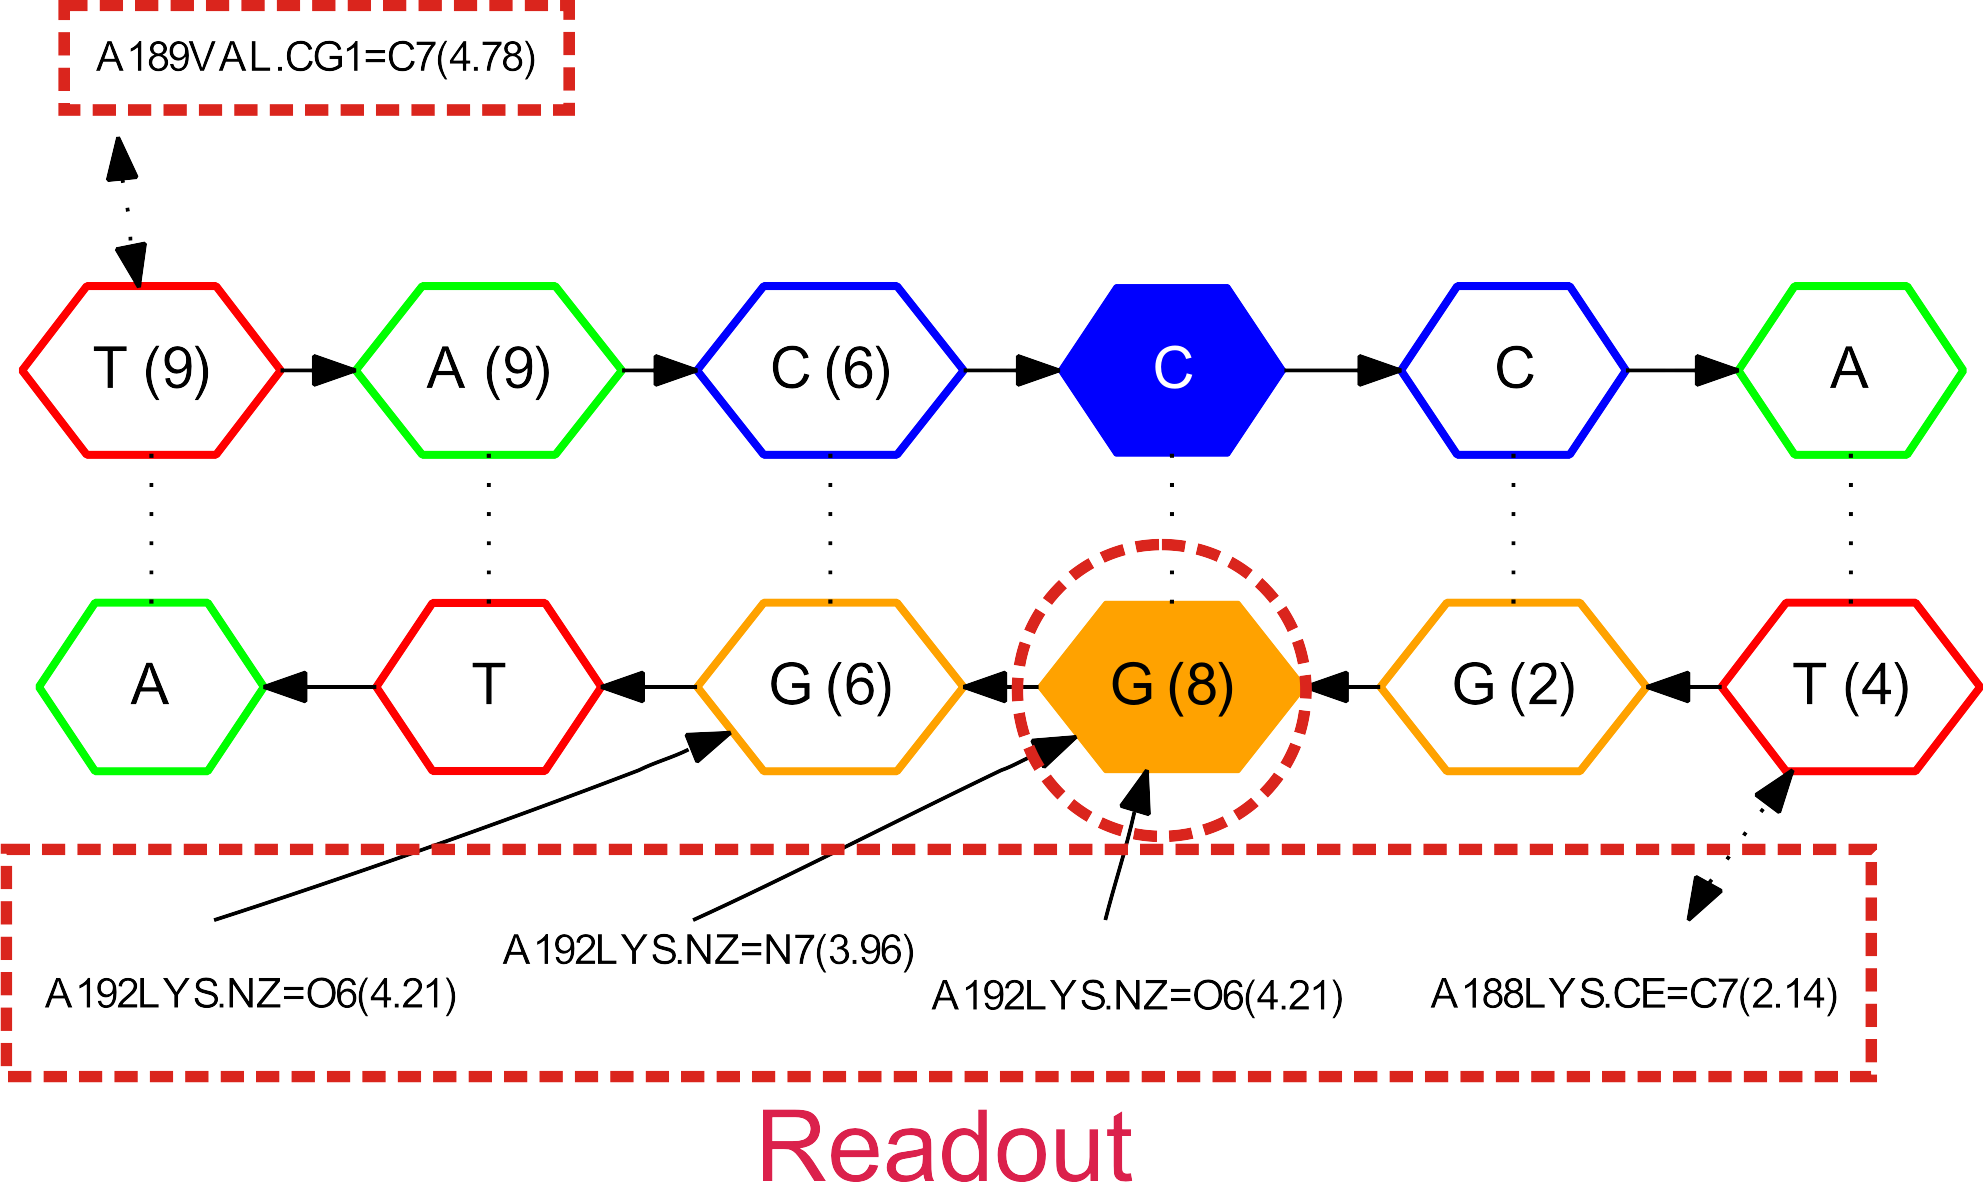 A189VAL.CG1=C7(4.78)
T (9) A (9) C (6) C C A
A T G (6) G (8) G (2) T (4)
A192LYS.NZ=N7(3.96)
A192LYS.NZ=O6(4.21) A192LYS.NZ=O6(4.21) A188LYS.CE=C7(2.14)
Readout